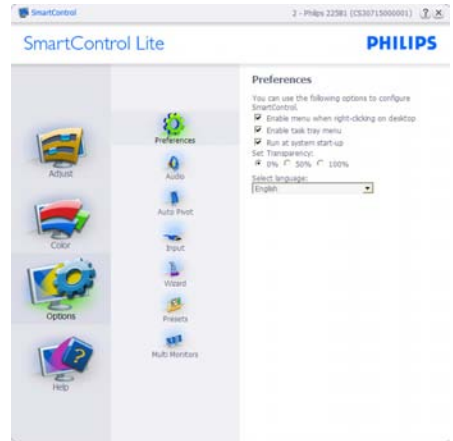 SmartControl
2 - Philips 225B1 (CS30715000001)
? X
SmartControl Lite
PHILIPS
Adjust
Color
Options
Help
Preferences
Audio
Auto Pivot
Input
Wizard
Presets
Multi Monitors
Preferences
You can use the following options to configure
SmartControl.
Enable menu when right-clicking on desktop
Enable task tray menu
Run at system start-up
Set Transparency:
0% 50% 100%
Select language:
English